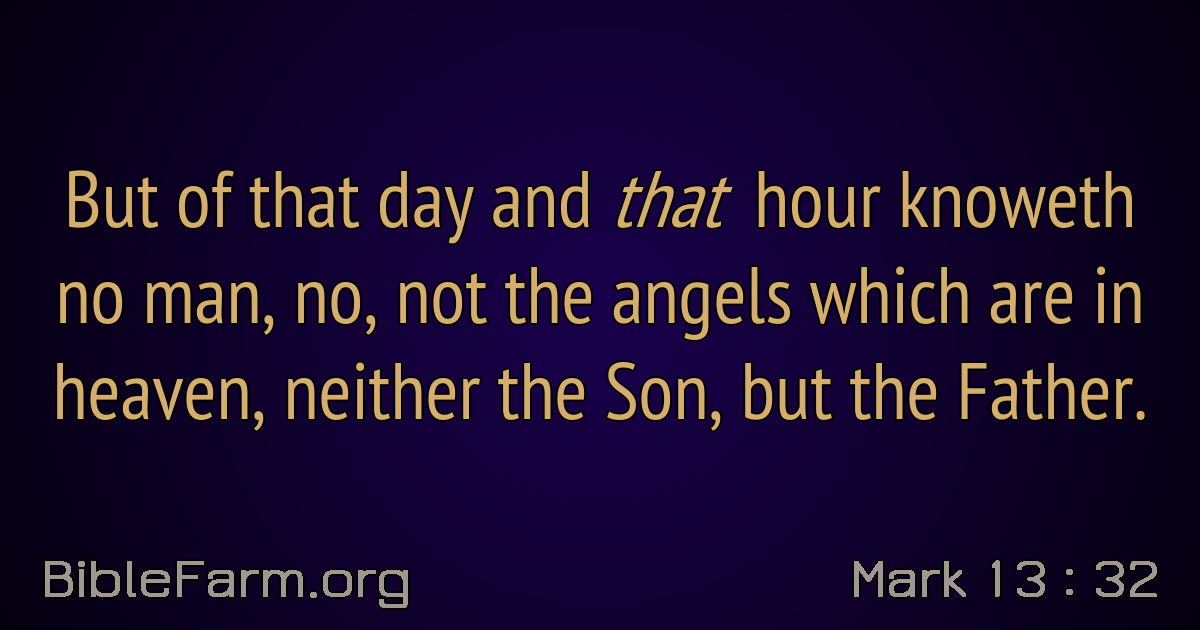 But of that day and that hour knoweth
no man, no, not the angels which are in
heaven, neither the Son, but the Father.
BibleFarm.org
Mark 13 : 32